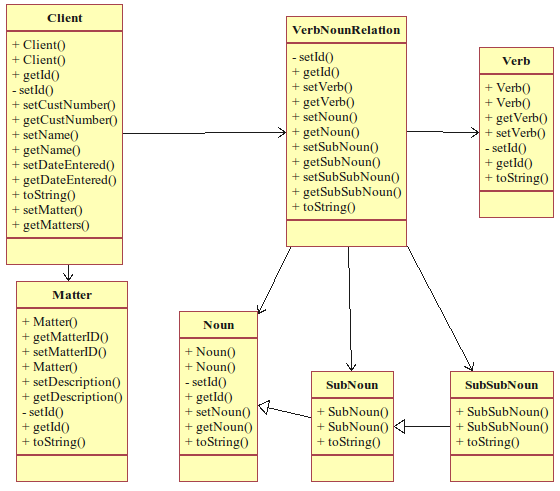 Client
+ Client()
+ Client()
+ getId()
- setId()
+ setCustNumber()
+ getCustNumber()
+ setName()
+ getName()
+ setDateEntered()
+ getDateEntered()
+ toString()
+ setMatter()
+ getMatters()
VerbNounRelation
- setId()
+ getId()
+ setVerb()
+ getVerb()
+ setNoun()
+ getNoun()
+ setSubNoun()
+ getSubNoun()
+ setSubSubNoun()
+ getSubSubNoun()
+ toString()
Verb
+ Verb()
+ Verb()
+ getVerb()
+ setVerb()
- setId()
+ getId()
+ toString()
Matter
+ Matter()
+ getMatterID()
+ setMatterID()
+ Matter()
+ setDescription()
+ getDescription()
- setId()
+ getId()
+ toString()
Noun
+ Noun()
+ Noun()
- setId()
+ getId()
+ setNoun()
+ getNoun()
+ toString()
SubNoun
+ SubNoun()
+ SubNoun()
+ toString()
SubSubNoun
+ SubSubNoun()
+ SubSubNoun()
+ toString()